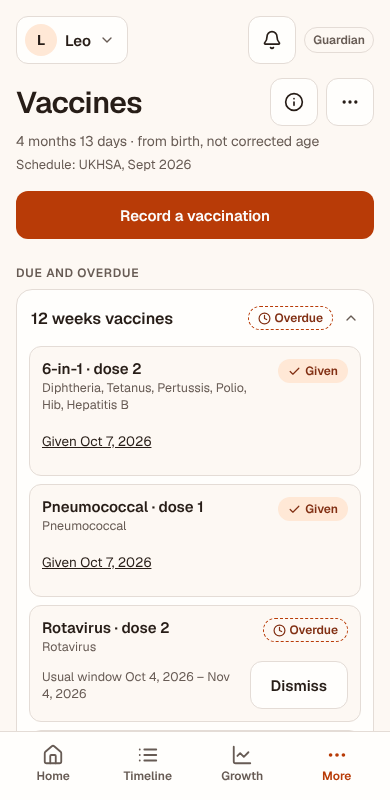 L Leo
Guardian
Vaccines
4 months 13 days · from birth, not corrected age
Schedule: UKHSA, Sept 2026
Record a vaccination
DUE AND OVERDUE
12 weeks vaccines
Overdue
6-in-1 · dose 2
Given
Diphtheria, Tetanus, Pertussis, Polio,
Hib, Hepatitis B
Given Oct 7, 2026
Pneumococcal · dose 1
Given
Pneumococcal
Given Oct 7, 2026
Rotavirus · dose 2
Overdue
Rotavirus
Usual window Oct 4, 2026 – Nov
4, 2026
Dismiss
Home
Timeline
Growth
More